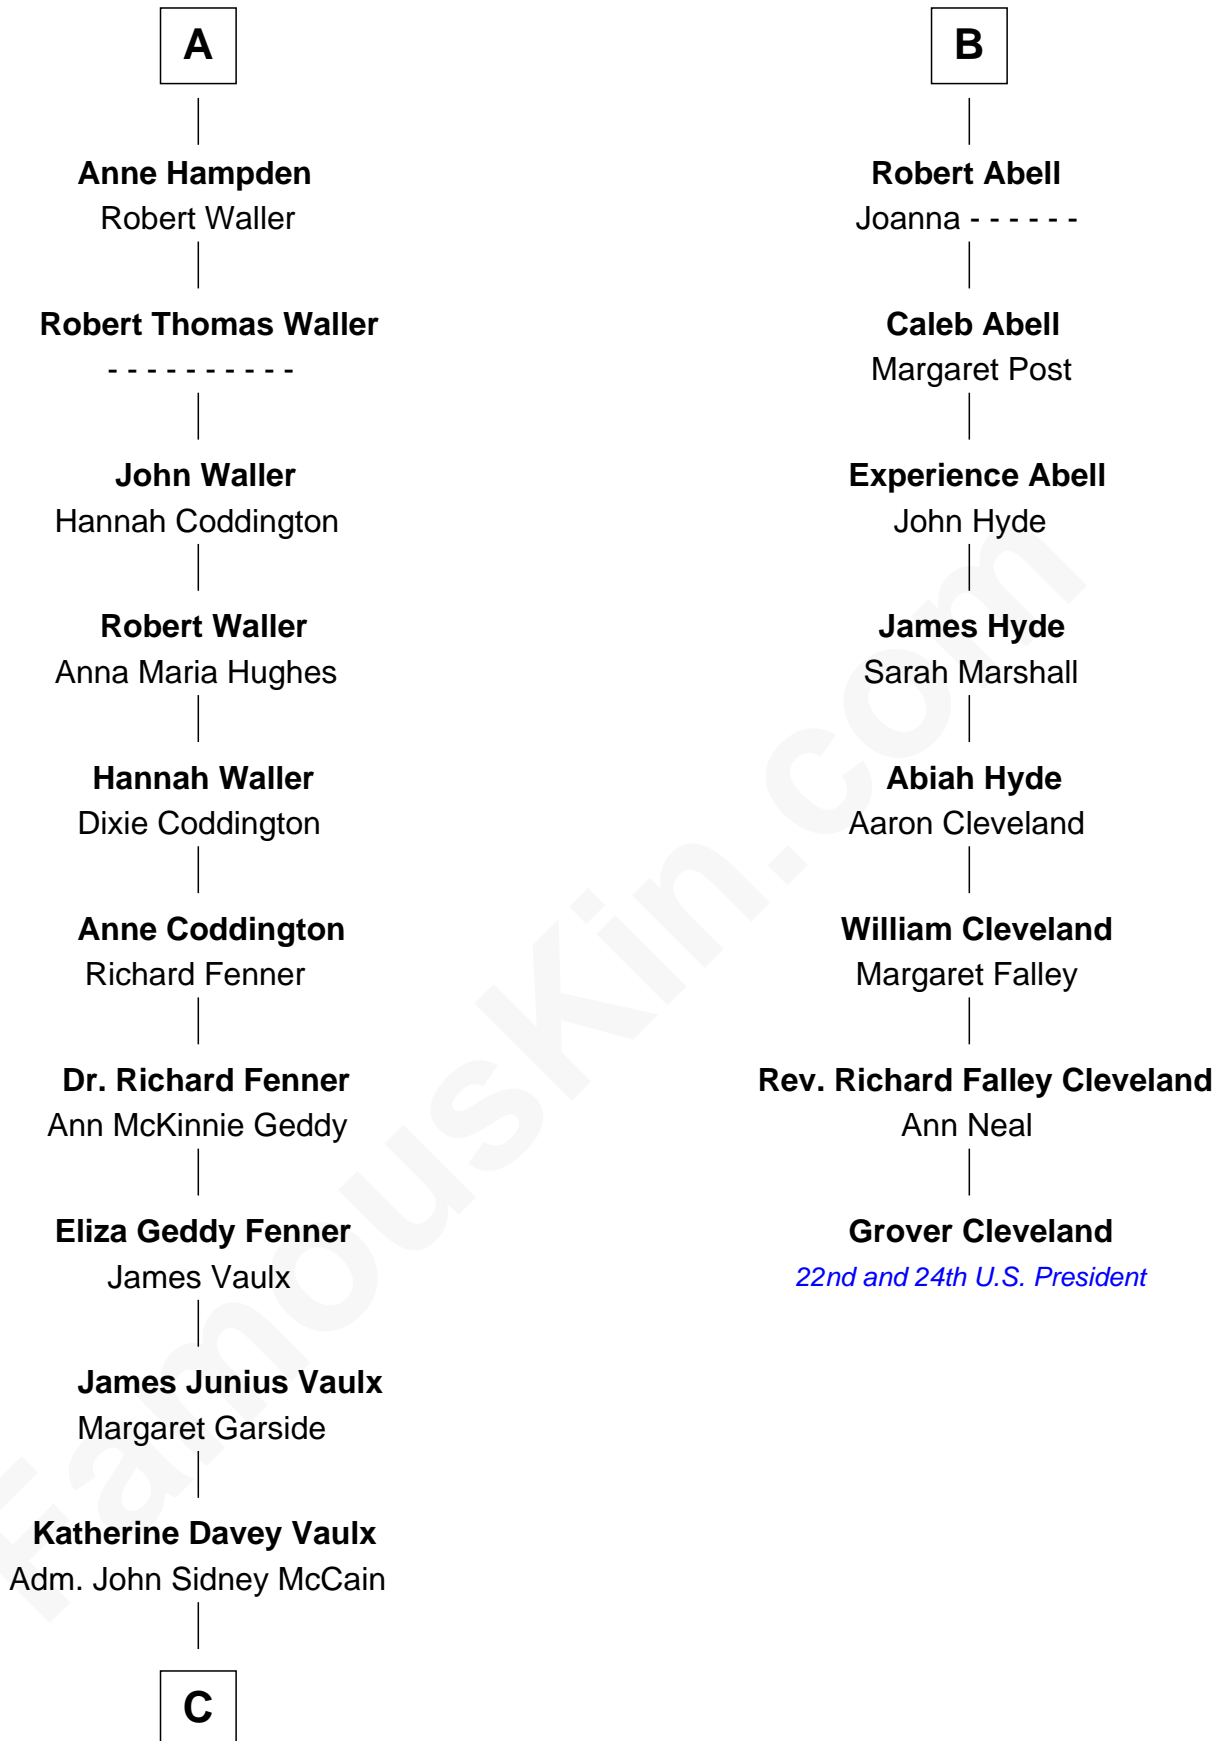 A
Anne Hampden
Robert Waller
Robert Thomas Waller
- - - - - - - - - -
John Waller
Hannah Coddington
Robert Waller
Anna Maria Hughes
Hannah Waller
Dixie Coddington
Anne Coddington
Richard Fenner
Dr. Richard Fenner
Ann McKinnie Geddy
Eliza Geddy Fenner
James Vaulx
James Junius Vaulx
Margaret Garside
Katherine Davey Vaulx
Adm. John Sidney McCain
C
B
Robert Abell
Joanna - - - - - -
Caleb Abell
Margaret Post
Experience Abell
John Hyde
James Hyde
Sarah Marshall
Abiah Hyde
Aaron Cleveland
William Cleveland
Margaret Falley
Rev. Richard Falley Cleveland
Ann Neal
Grover Cleveland
22nd and 24th U.S. President
FamousKin.com